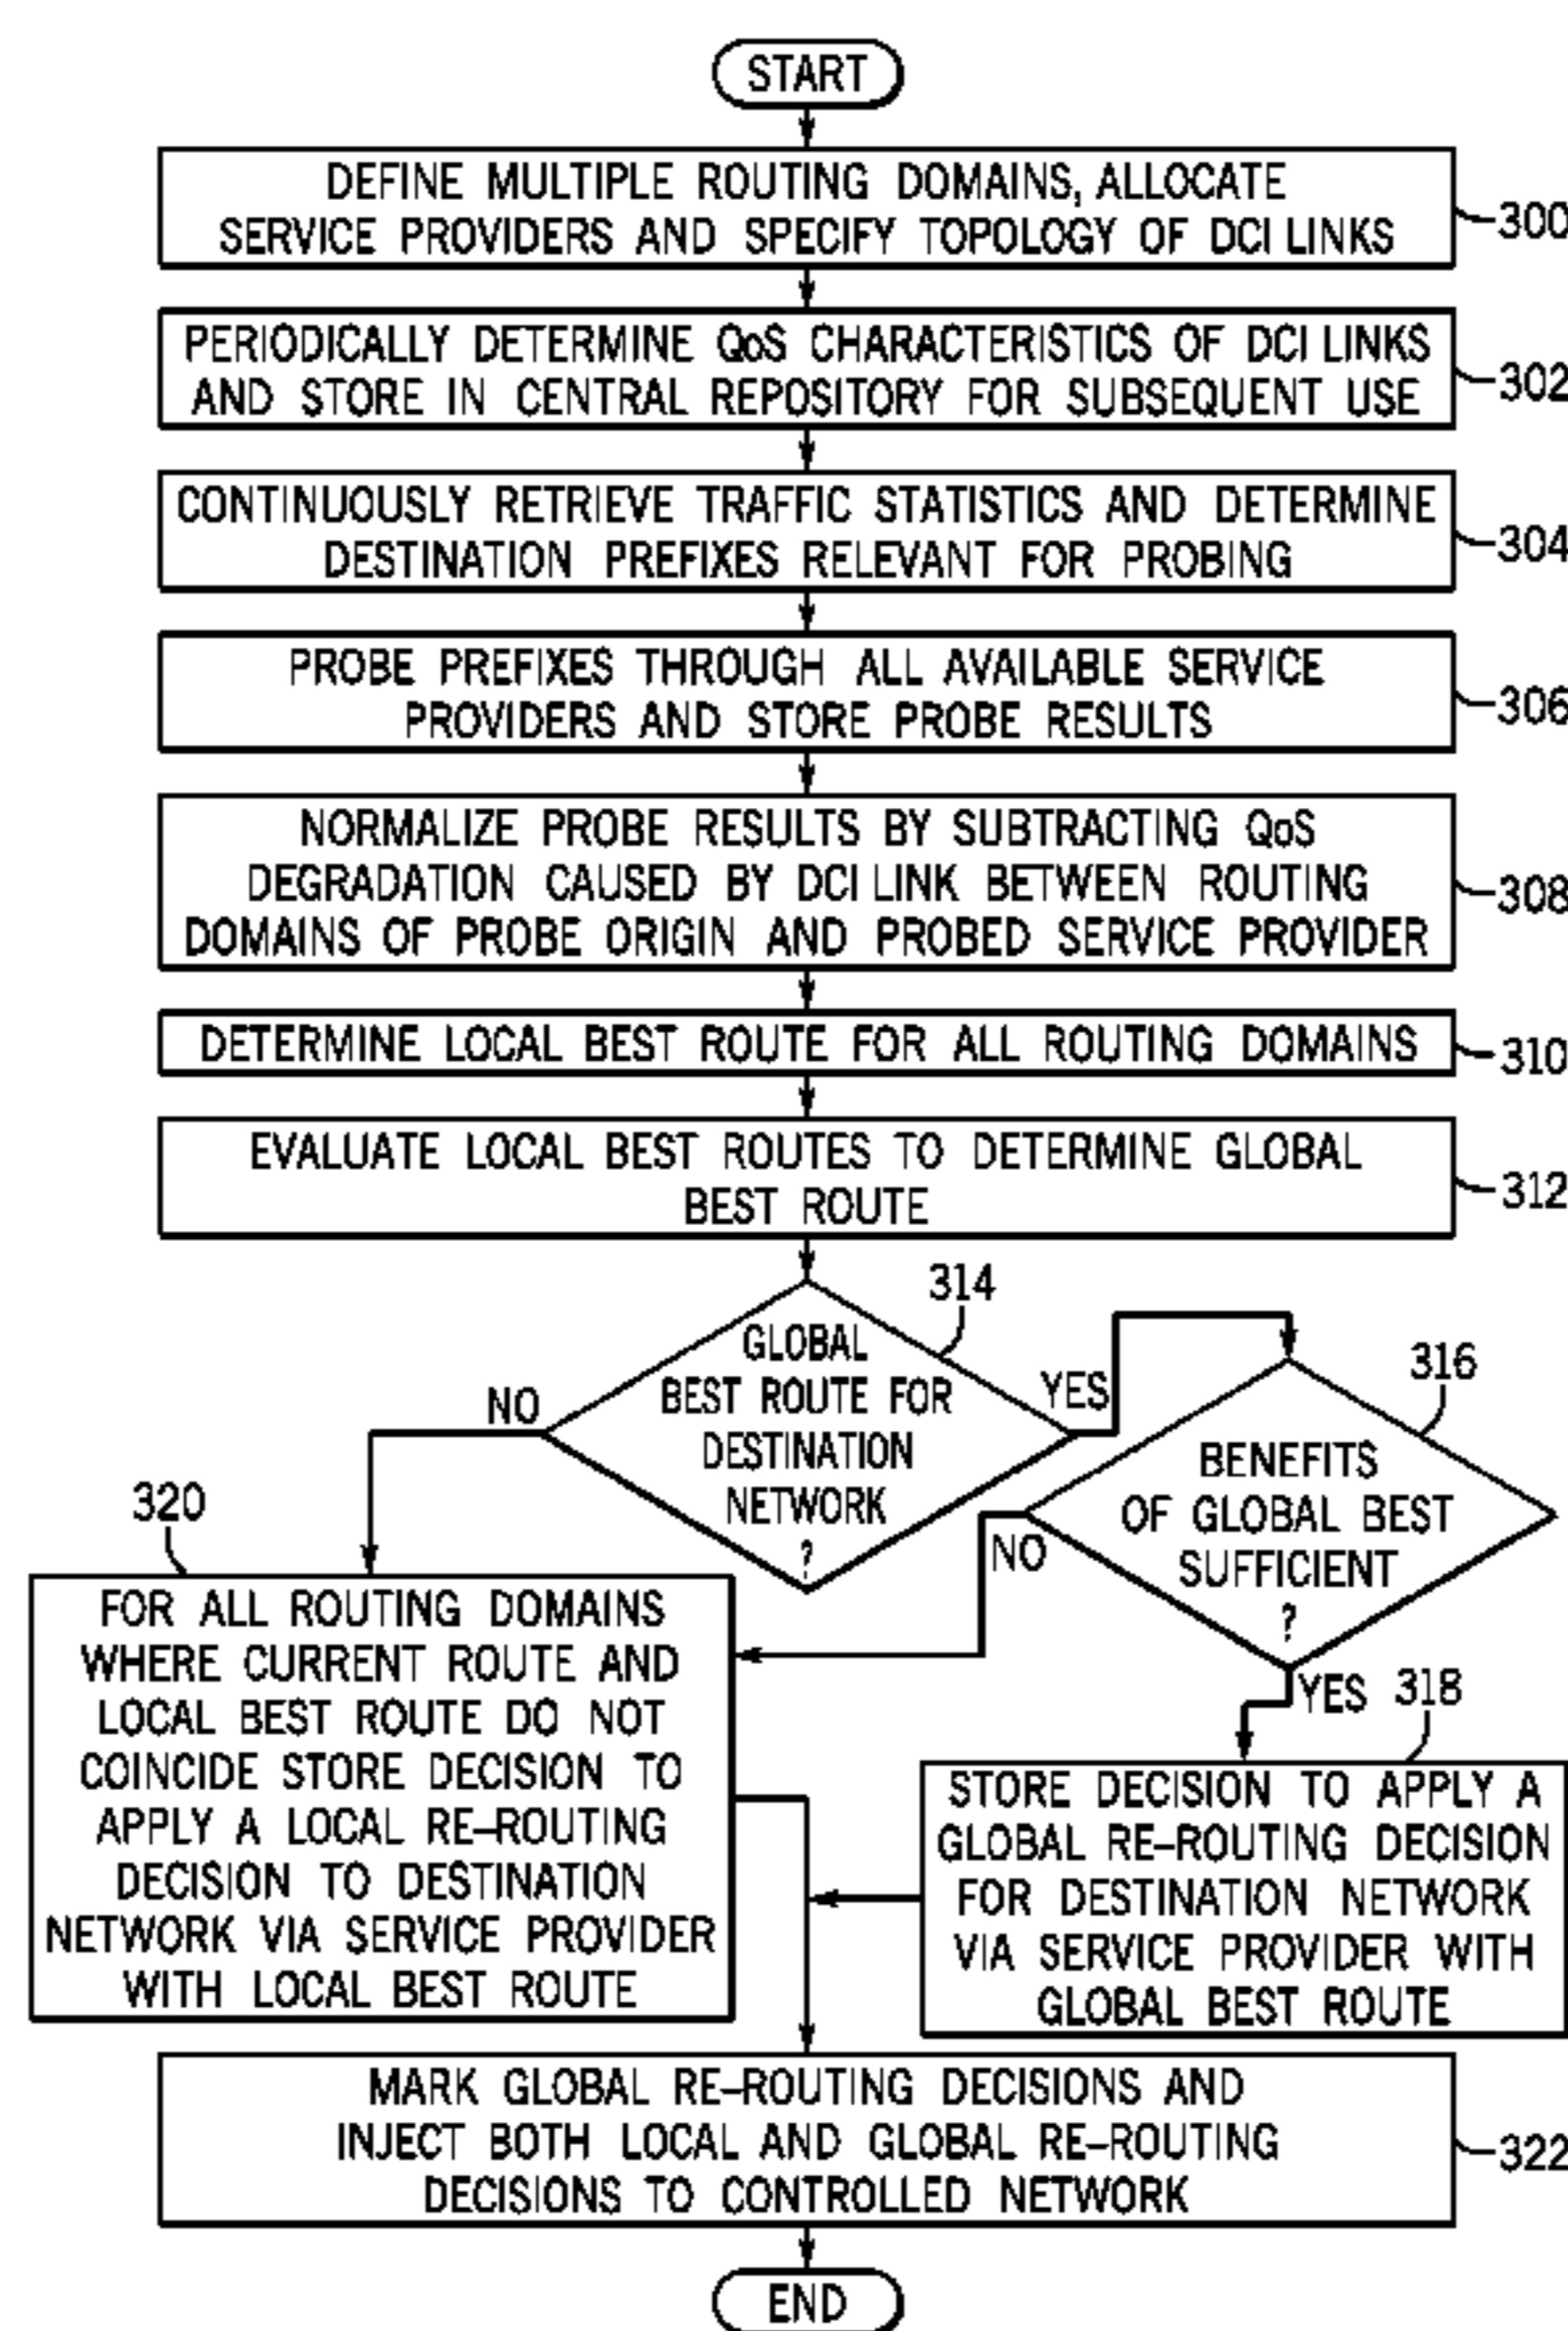 START
DEFINE MULTIPLE ROUTING DOMAINS, ALLOCATE
SERVICE PROVIDERS AND SPECIFY TOPOLOGY OF DCI LINKS
300
PERIODICALLY DETERMINE QoS CHARACTERISTICS OF DCI LINKS
AND STORE IN CENTRAL REPOSITORY FOR SUBSEQUENT USE
302
CONTINUOUSLY RETRIEVE TRAFFIC STATISTICS AND DETERMINE
DESTINATION PREFIXES RELEVANT FOR PROBING
304
PROBE PREFIXES THROUGH ALL AVAILABLE SERVICE
PROVIDERS AND STORE PROBE RESULTS
306
NORMALIZE PROBE RESULTS BY SUBTRACTING QoS
DEGRADATION CAUSED BY DCI LINK BETWEEN ROUTING
DOMAINS OF PROBE ORIGIN AND PROBED SERVICE PROVIDER
308
DETERMINE LOCAL BEST ROUTE FOR ALL ROUTING DOMAINS
310
EVALUATE LOCAL BEST ROUTES TO DETERMINE GLOBAL
BEST ROUTE
312
314
GLOBAL
BEST ROUTE FOR
DESTINATION
NETWORK
?
NO
YES
316
BENEFITS
OF GLOBAL BEST
SUFFICIENT
?
NO
YES
320
FOR ALL ROUTING DOMAINS
WHERE CURRENT ROUTE AND
LOCAL BEST ROUTE DO NOT
COINCIDE STORE DECISION TO
APPLY A LOCAL RE-ROUTING
DECISION TO DESTINATION
NETWORK VIA SERVICE PROVIDER
WITH LOCAL BEST ROUTE
318
STORE DECISION TO APPLY A
GLOBAL RE-ROUTING DECISION
FOR DESTINATION NETWORK
VIA SERVICE PROVIDER WITH
GLOBAL BEST ROUTE
MARK GLOBAL RE-ROUTING DECISIONS AND
INJECT BOTH LOCAL AND GLOBAL RE-ROUTING
DECISIONS TO CONTROLLED NETWORK
322
END